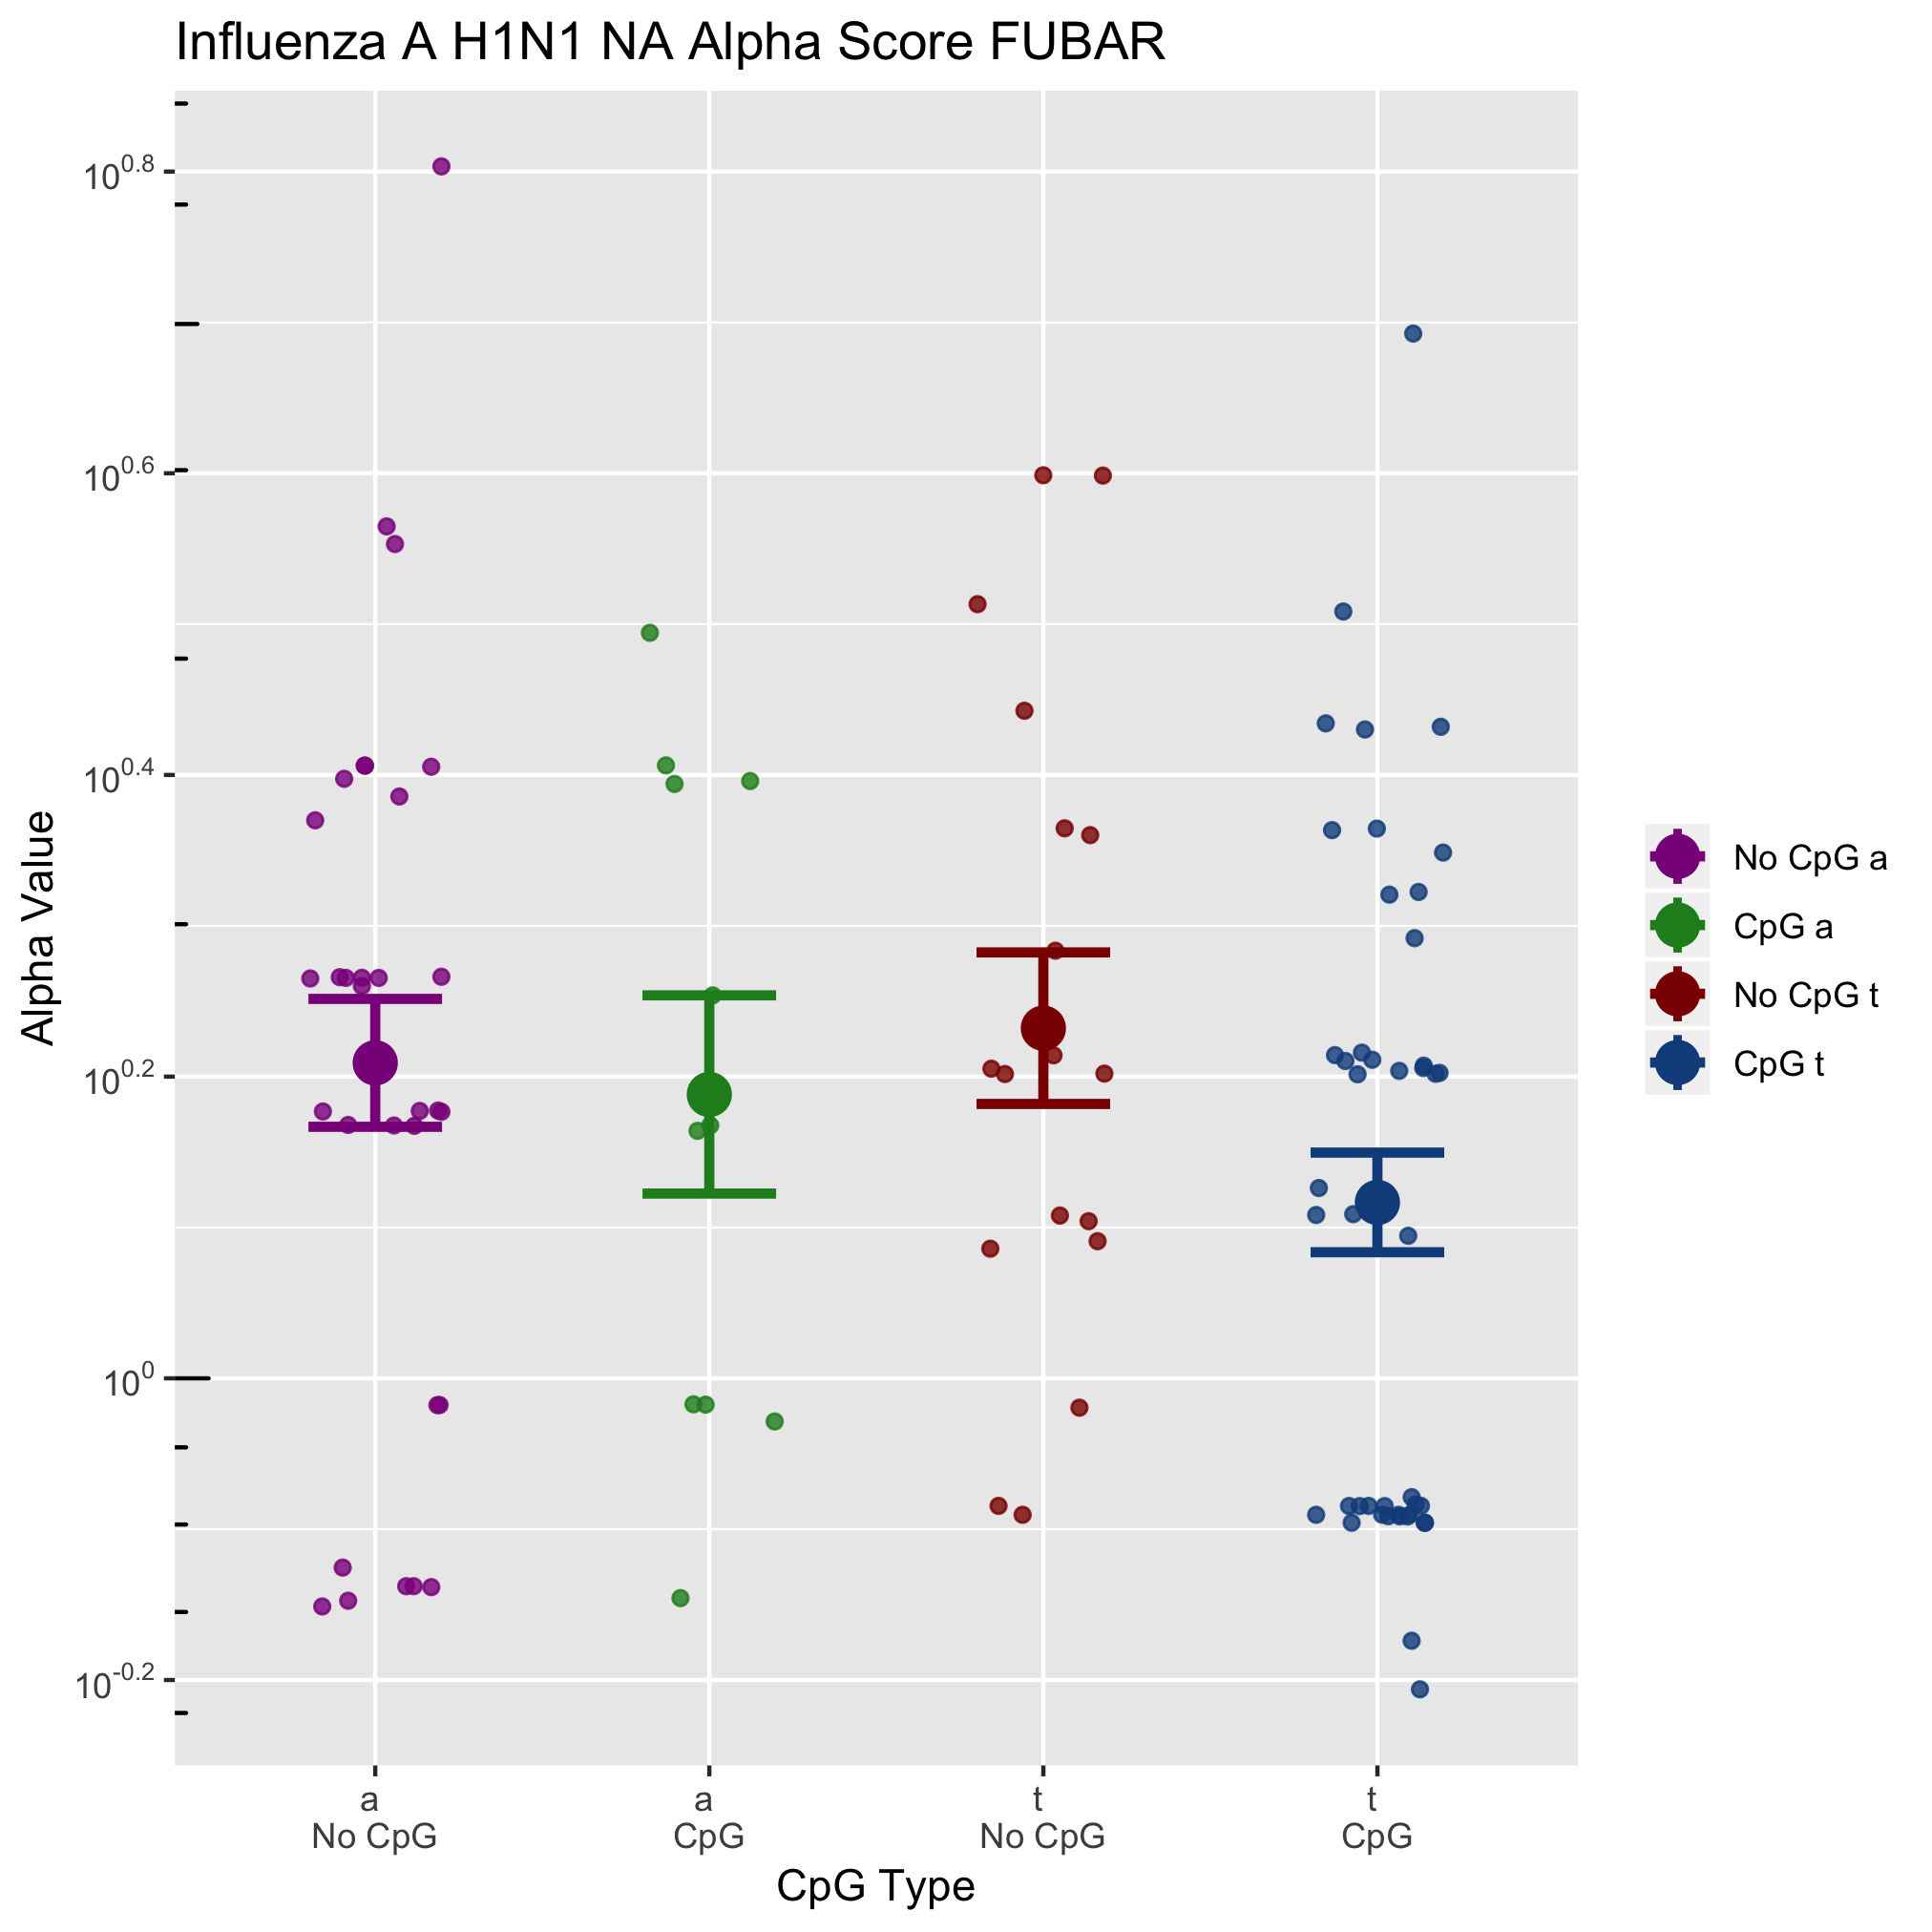 Influenza A H1N1 NA Alpha Score FUBAR
10^0.8
10^0.6
10^0.4
10^0.2
10^0
10^-0.2
Alpha Value
a
No CpG
a
CpG
t
No CpG
t
CpG
CpG Type
No CpG a
CpG a
No CpG t
CpG t